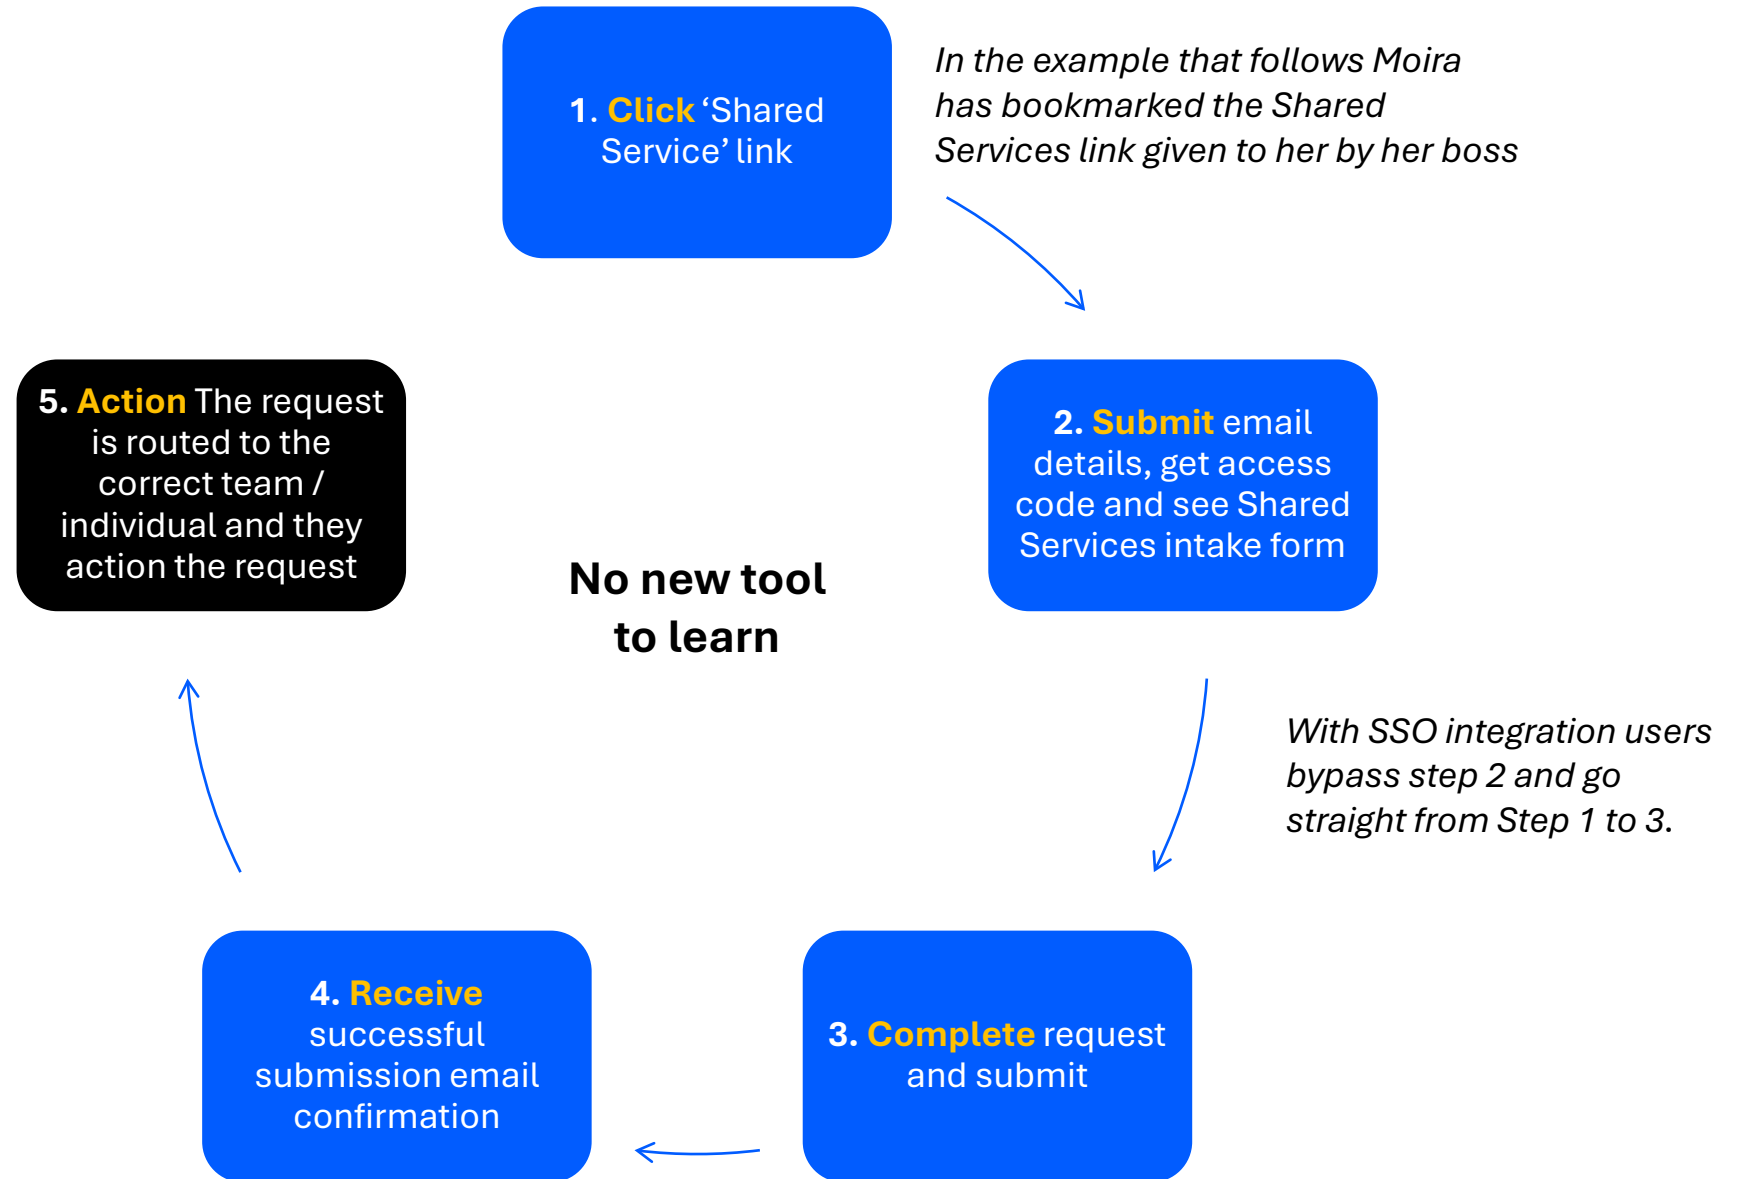 1. Click ‘Shared
Service’ link
In the example that follows Moira
has bookmarked the Shared
Services link given to her by her boss
2. Submit email
details, get access
code and see Shared
Services intake form
With SSO integration users
bypass step 2 and go
straight from Step 1 to 3.
3. Complete request
and submit
4. Receive
successful
submission email
confirmation
5. Action The request
is routed to the
correct team /
individual and they
action the request
No new tool
to learn